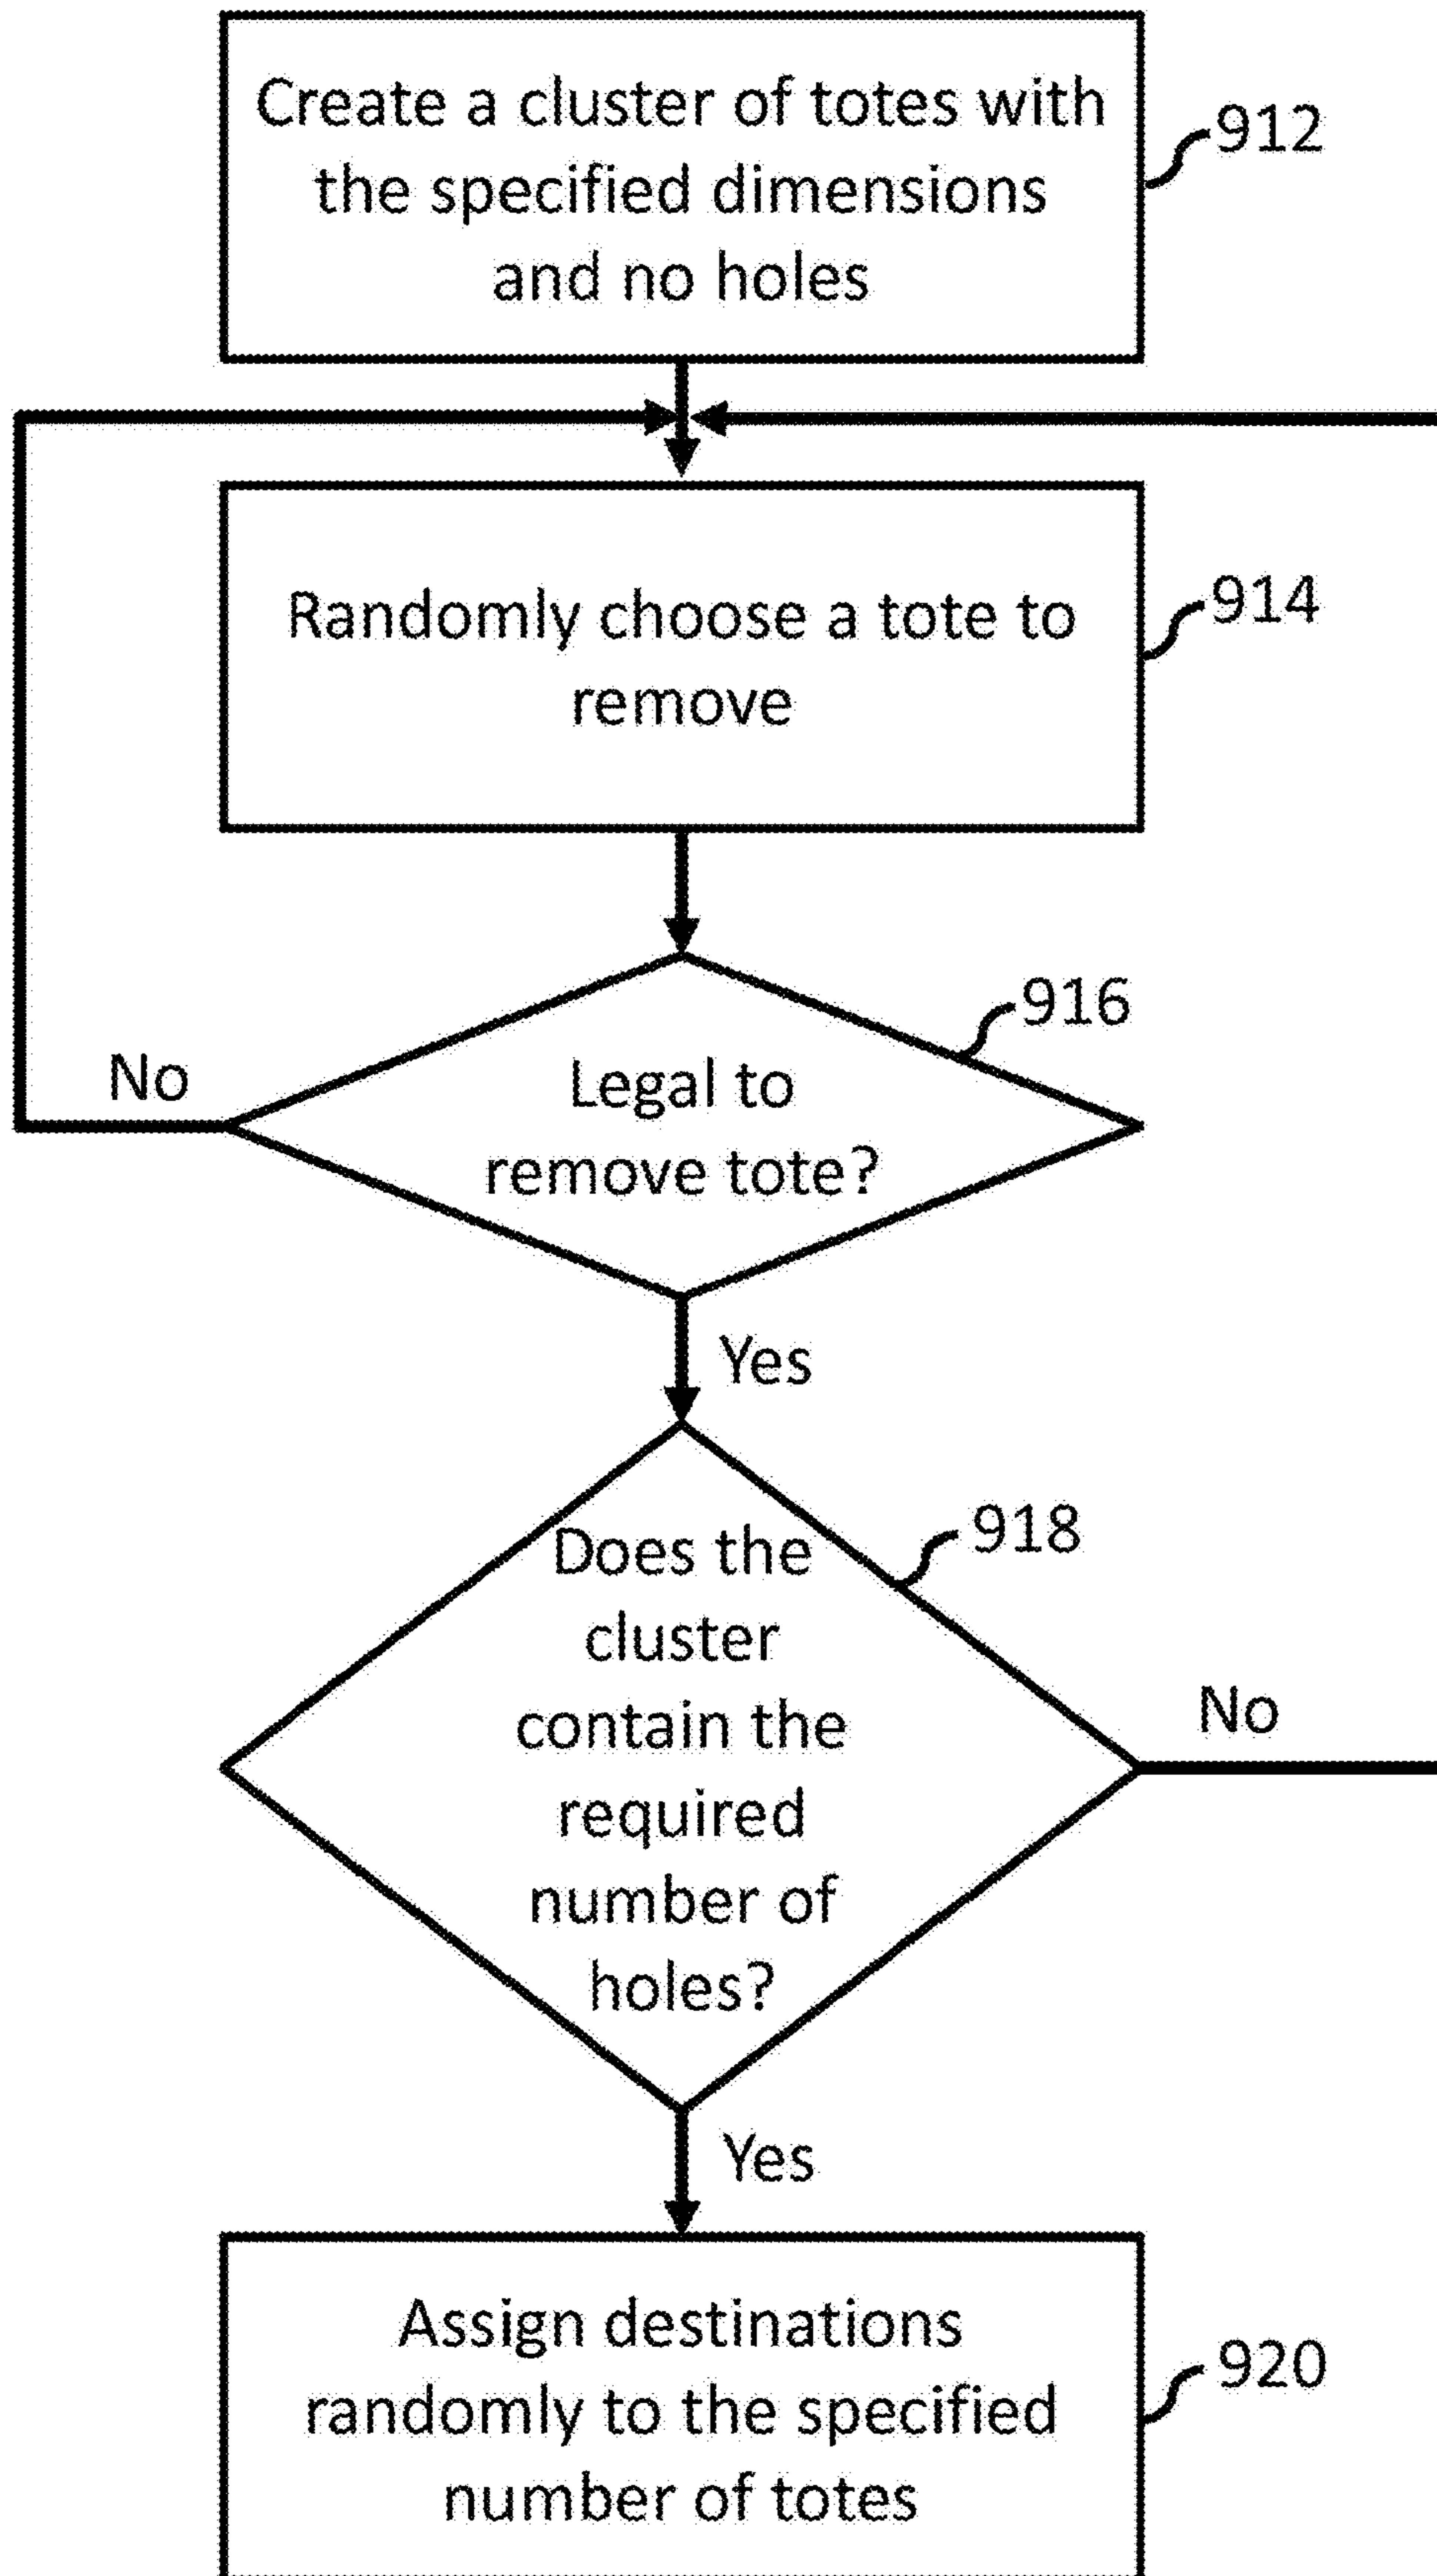 Create a cluster of totes with
the specified dimensions
and no holes
912
Randomly choose a tote to
remove
914
916
Legal to
remove tote?
No
Yes
918
Does the
cluster
contain the
required
number of
holes?
No
Yes
Assign destinations
randomly to the specified
number of totes
920